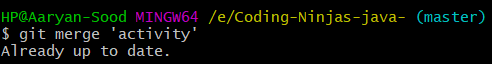 HP@Aaryan-Sood MINGW64 /e/Coding-Ninjas-java- (master)
$ git merge 'activity'
Already up to date.